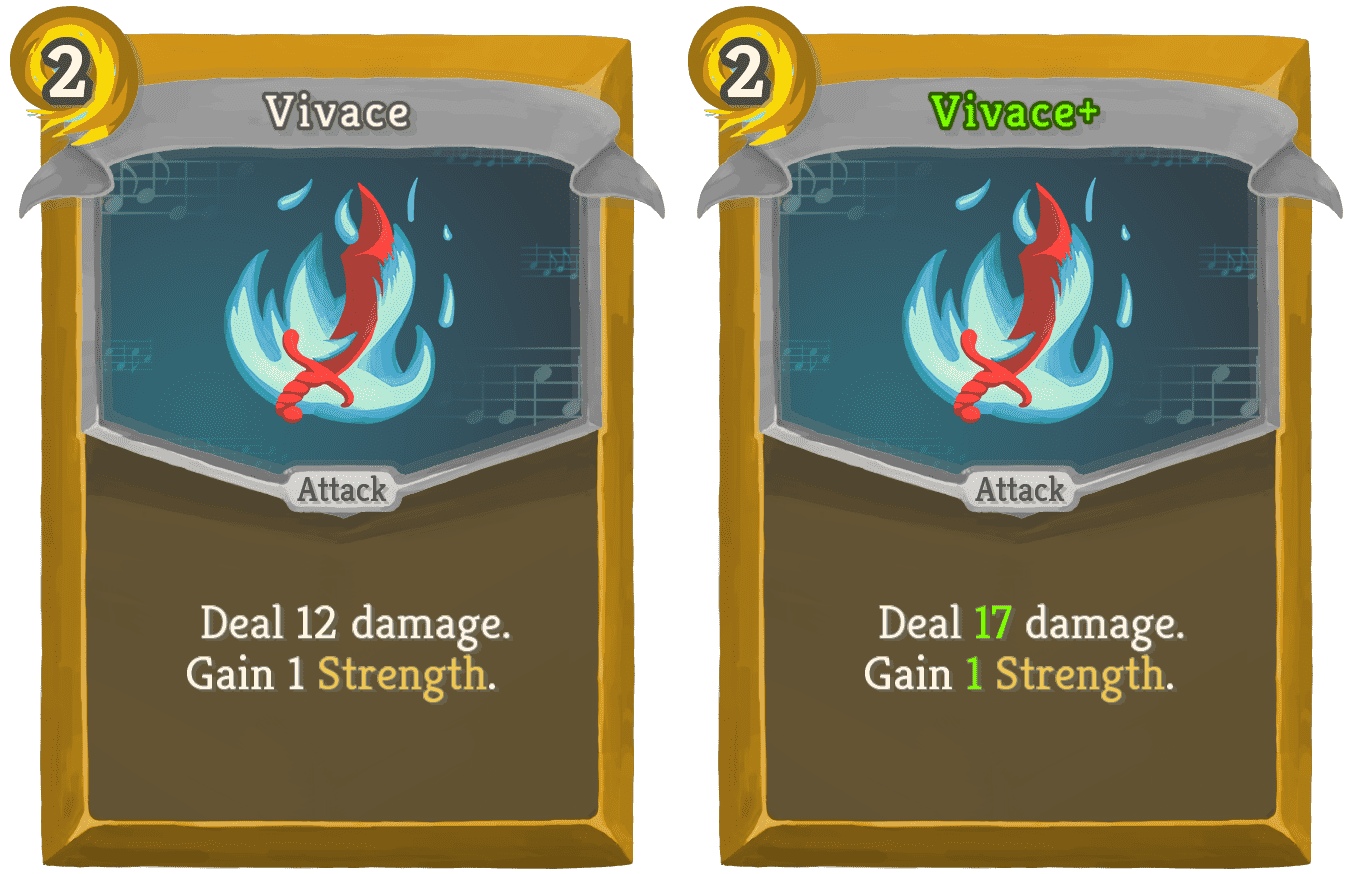 2
Vivace
Attack
Deal 12 damage.
Gain 1 Strength.
2
Vivace+
Attack
Deal 17 damage.
Gain 1 Strength.